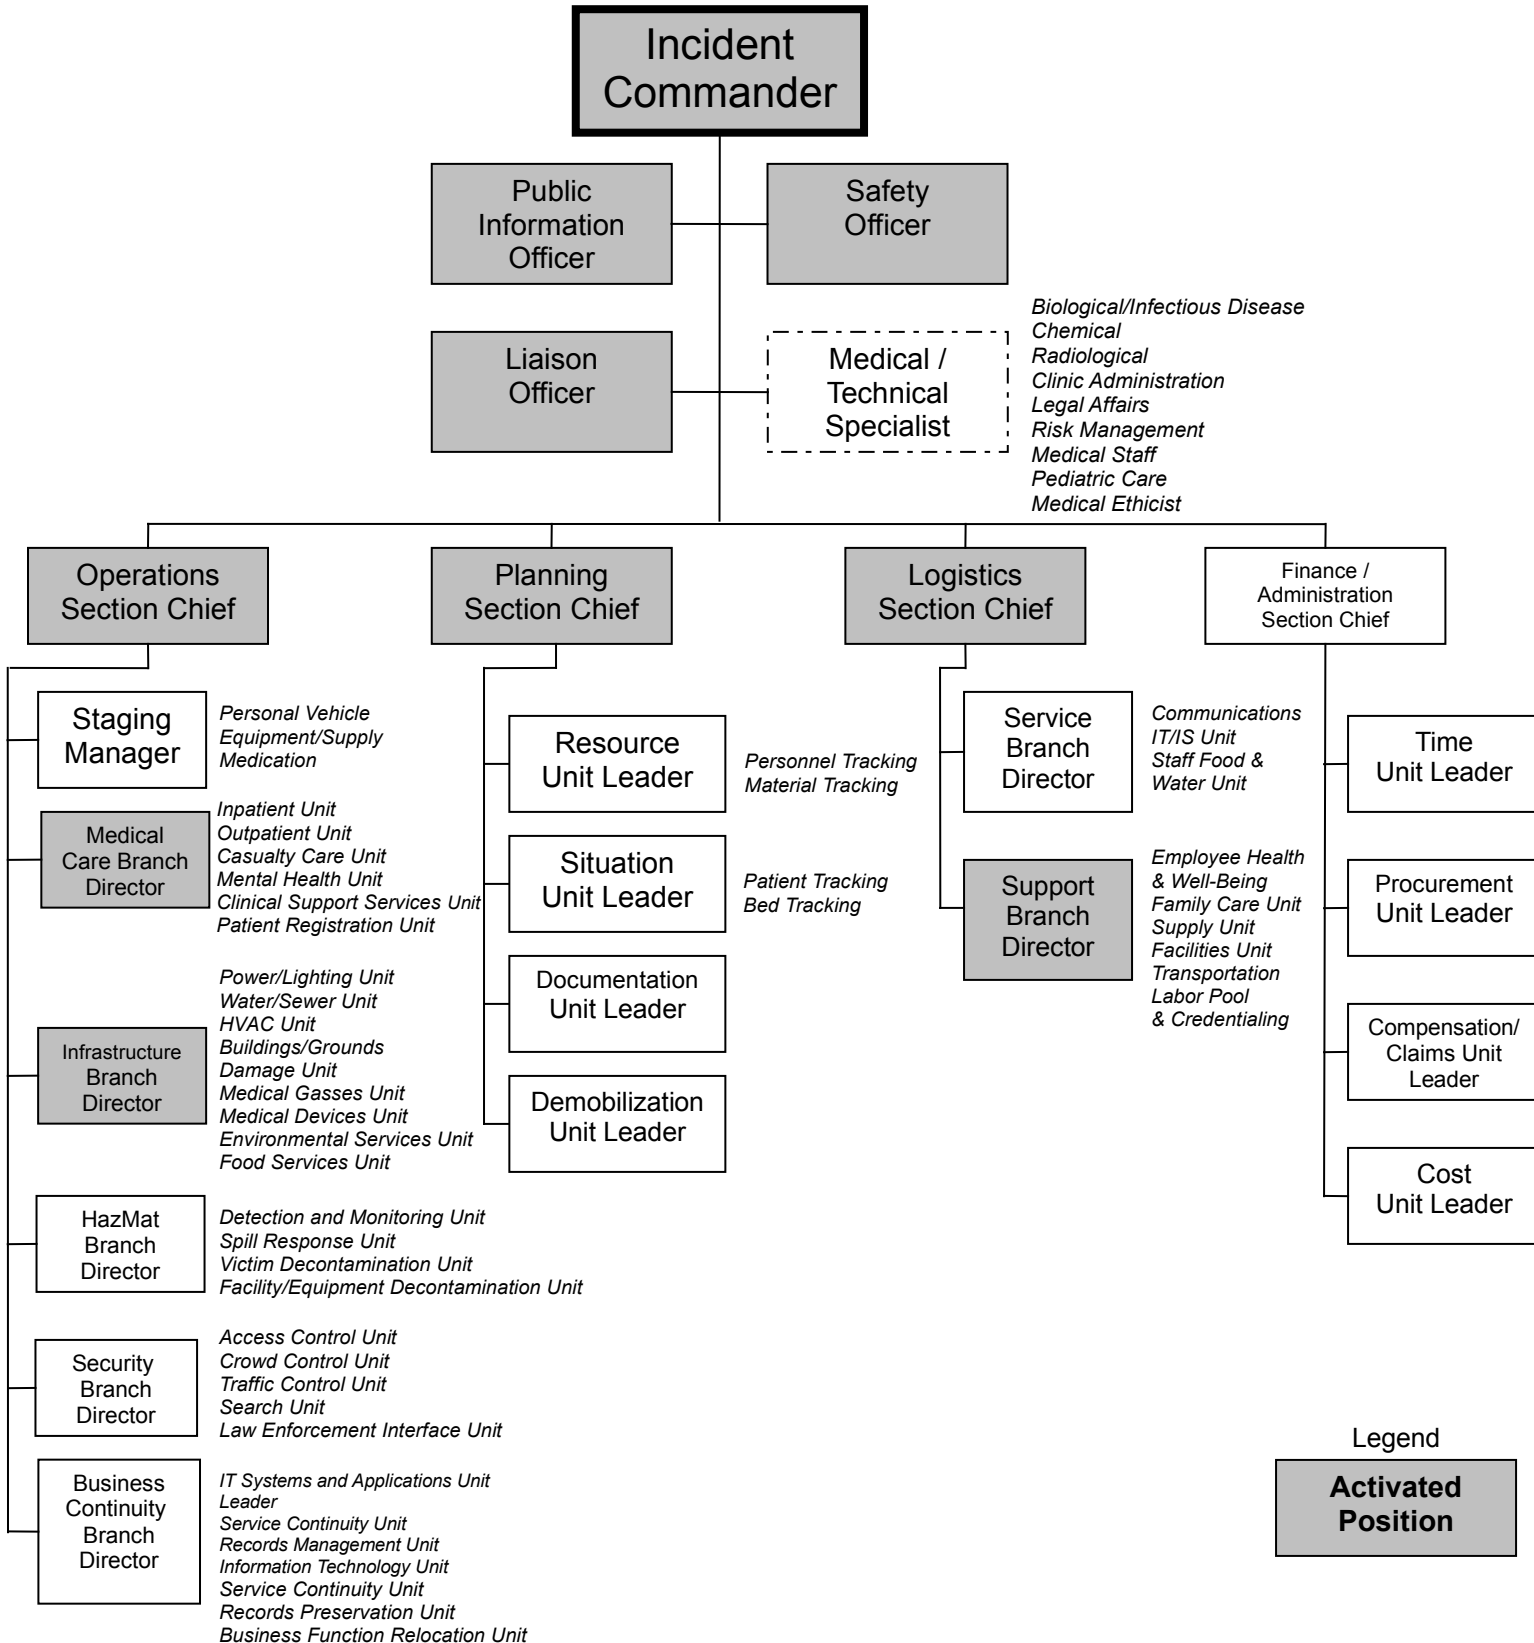 Incident
Commander
Public
Information
Officer
Safety
Officer
Liaison
Officer
Medical /
Technical
Specialist
Biological/Infectious Disease
Chemical
Radiological
Clinic Administration
Legal Affairs
Risk Management
Medical Staff
Pediatric Care
Medical Ethicist
Operations
Section Chief
Planning
Section Chief
Logistics
Section Chief
Finance /
Administration
Section Chief
Staging
Manager
Personal Vehicle
Equipment/Supply
Medication
Medical
Care Branch
Director
Inpatient Unit
Outpatient Unit
Casualty Care Unit
Mental Health Unit
Clinical Support Services Unit
Patient Registration Unit
Infrastructure
Branch
Director
Power/Lighting Unit
Water/Sewer Unit
HVAC Unit
Buildings/Grounds
Damage Unit
Medical Gasses Unit
Medical Devices Unit
Environmental Services Unit
Food Services Unit
HazMat
Branch
Director
Detection and Monitoring Unit
Spill Response Unit
Victim Decontamination Unit
Facility/Equipment Decontamination Unit
Security
Branch
Director
Access Control Unit
Crowd Control Unit
Traffic Control Unit
Search Unit
Law Enforcement Interface Unit
Business
Continuity
Branch
Director
IT Systems and Applications Unit
Leader
Service Continuity Unit
Records Management Unit
Information Technology Unit
Service Continuity Unit
Records Preservation Unit
Business Function Relocation Unit
Resource
Unit Leader
Personnel Tracking
Material Tracking
Situation
Unit Leader
Patient Tracking
Bed Tracking
Documentation
Unit Leader
Demobilization
Unit Leader
Service
Branch
Director
Communications
IT/IS Unit
Staff Food &
Water Unit
Support
Branch
Director
Employee Health
& Well-Being
Family Care Unit
Supply Unit
Facilities Unit
Transportation
Labor Pool
& Credentialing
Time
Unit Leader
Procurement
Unit Leader
Compensation/
Claims Unit
Leader
Cost
Unit Leader
Legend
Activated
Position